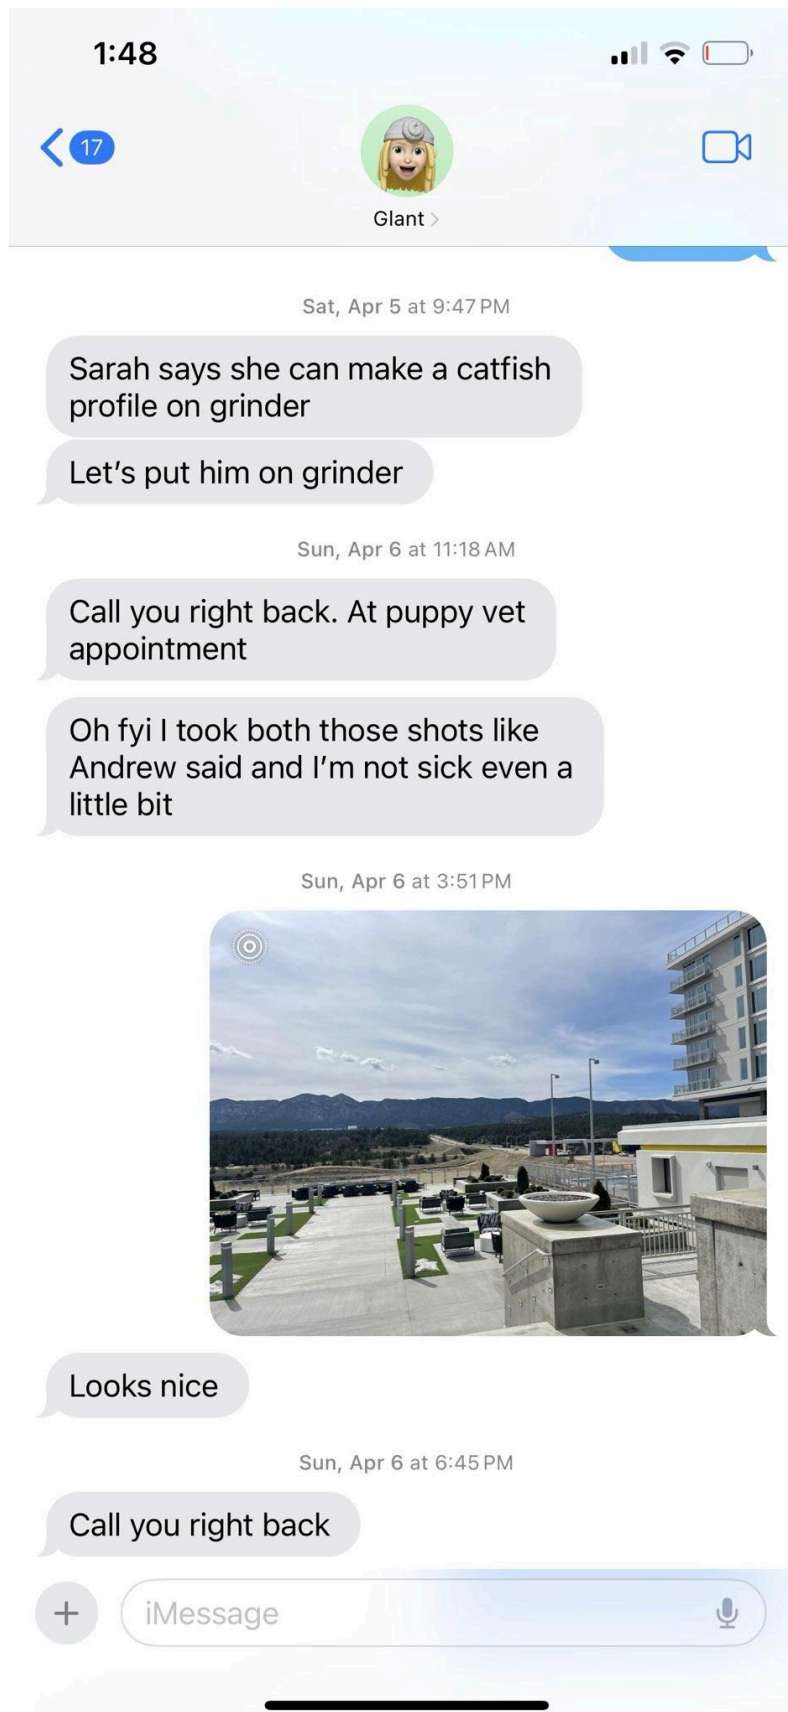 1:48
17
Glant
Sat, Apr 5 at 9:47 PM
Sarah says she can make a catfish
profile on grinder
Let’s put him on grinder
Sun, Apr 6 at 11:18 AM
Call you right back. At puppy vet
appointment
Oh fyi I took both those shots like
Andrew said and I’m not sick even a
little bit
Sun, Apr 6 at 3:51 PM
Looks nice
Sun, Apr 6 at 6:45 PM
Call you right back
iMessage